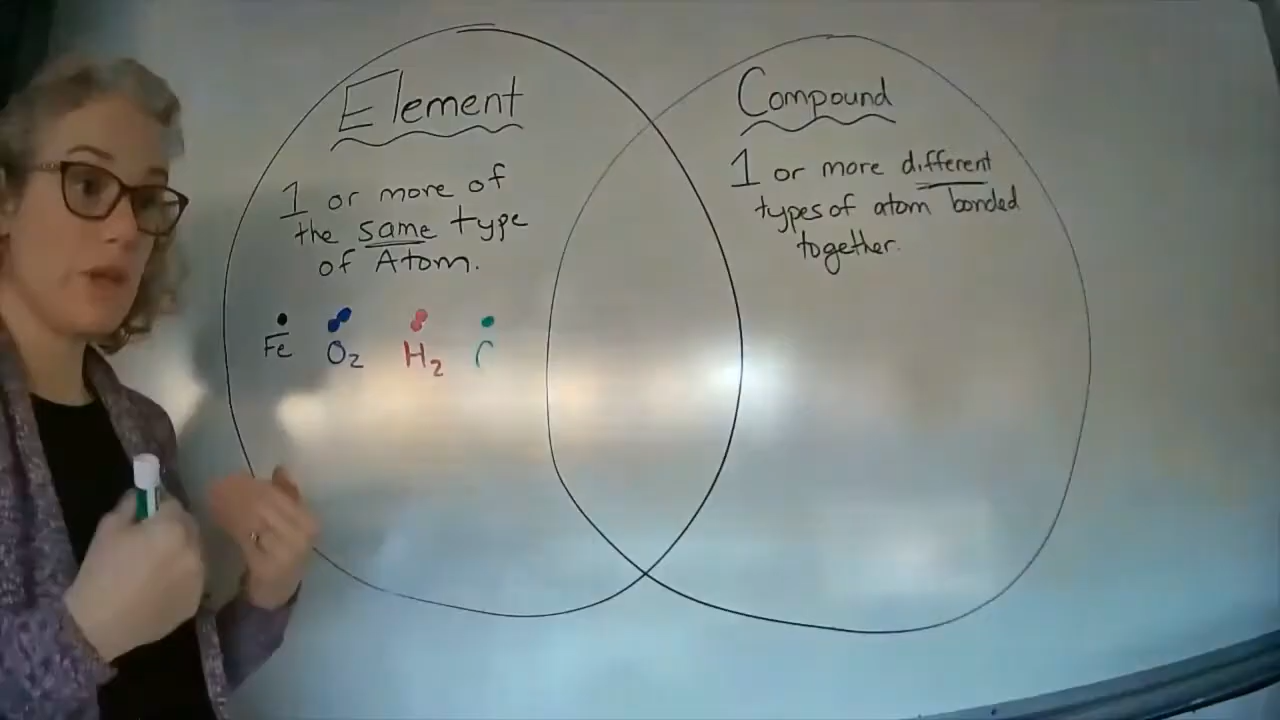 Element
1 or more of
the same type
of Atom.
Fe O₂ H₂ C
Compound
1 or more different
types of atom bonded
together.